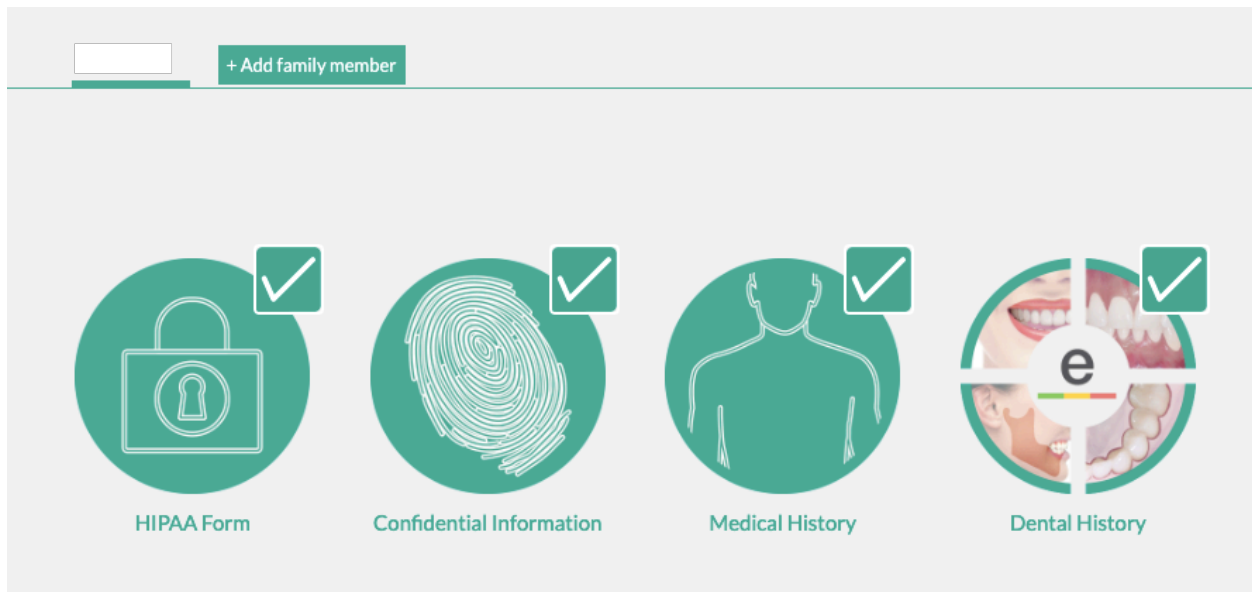 + Add family member
e
HIPAA Form
Confidential Information
Medical History
Dental History